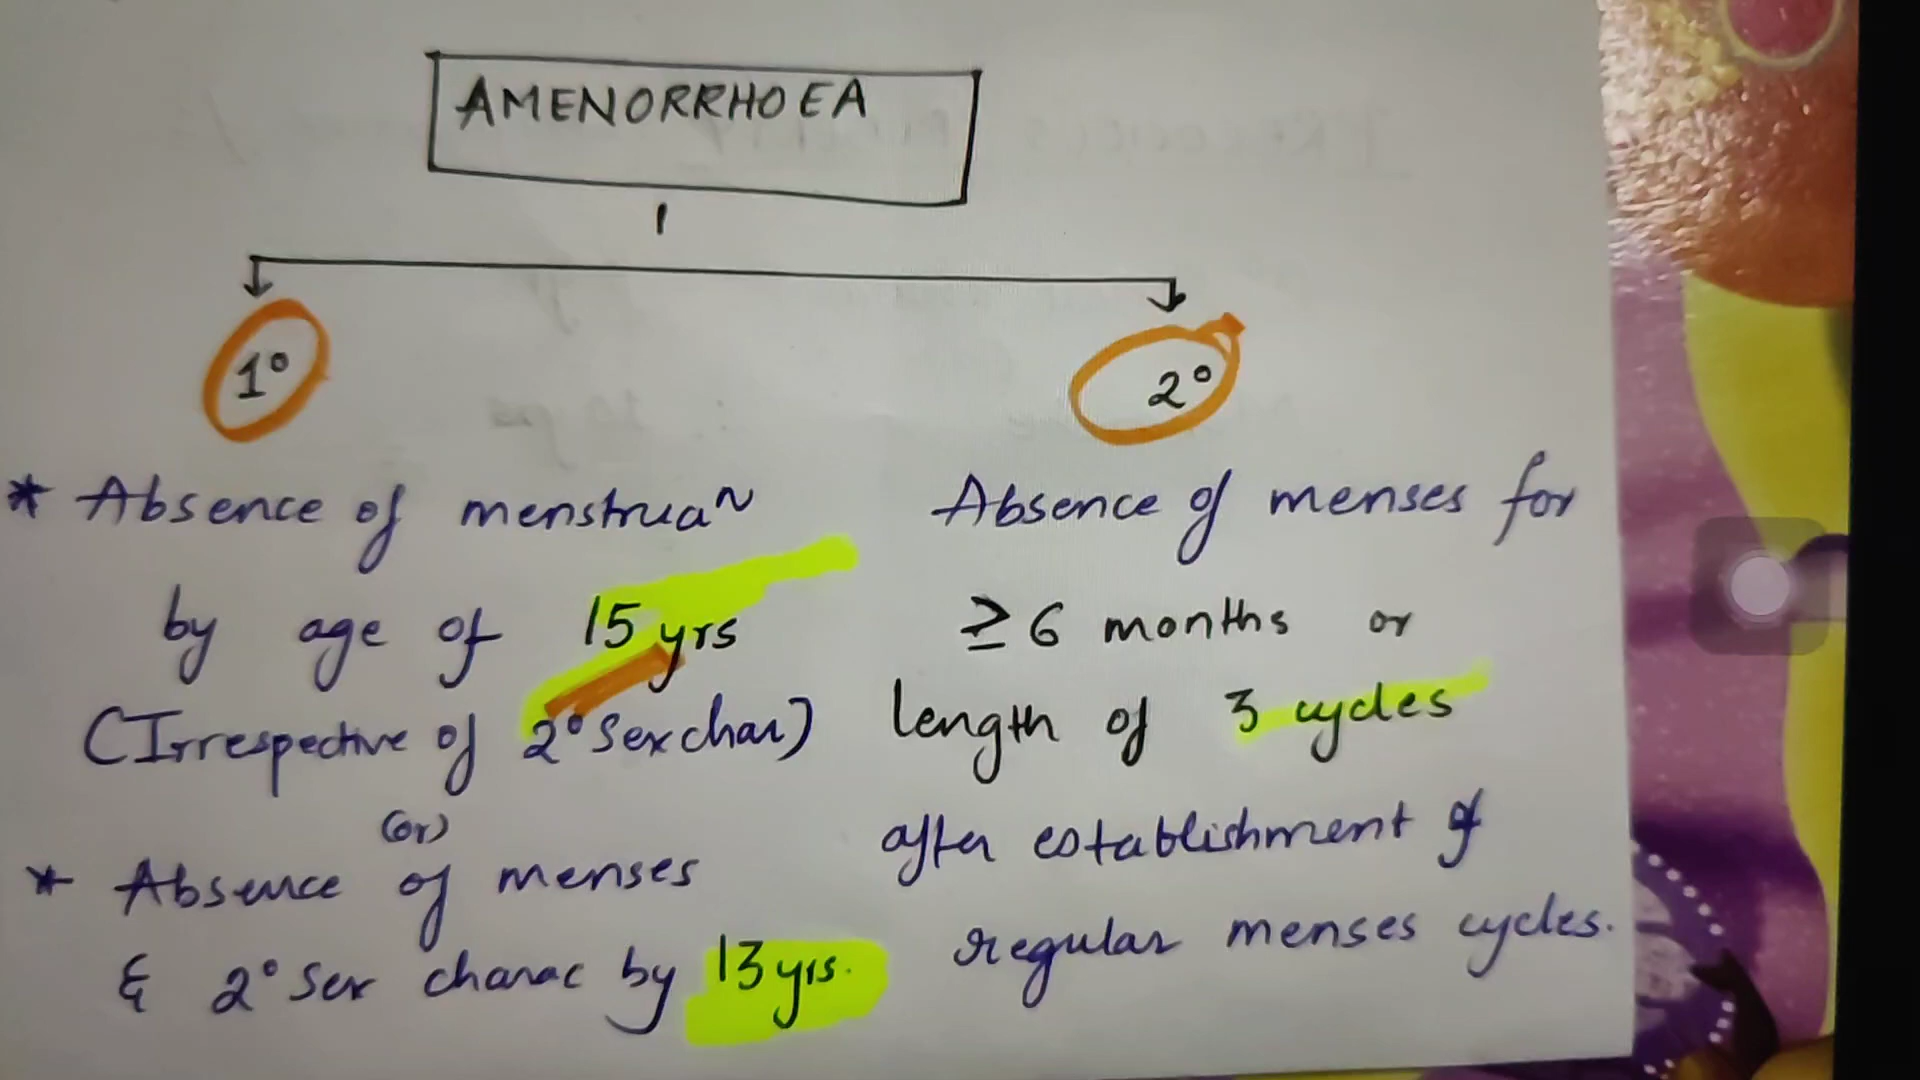 AMENORRHOEA
1°
2°
* Absence of menstrua~
by age of 15 yrs
(Irrespective of 2° Sex char)
(or)
* Absence of menses
& 2° Sex charac by 13 yrs.
Absence of menses for
≥ 6 months or
length of 3 cycles
after establishment of
regular menses cycles.